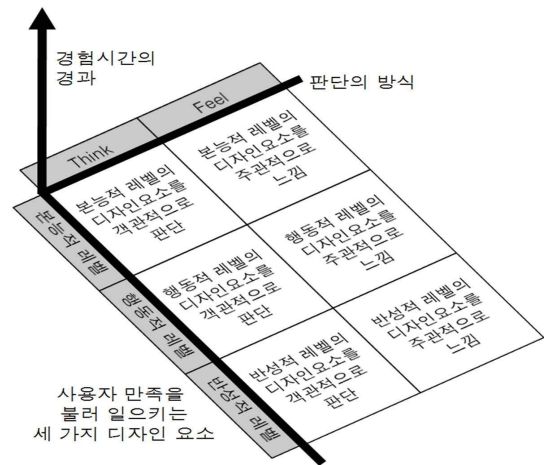 경험시간의
경과
판단의 방식
Think
Feel
본능적 레벨
본능적 레벨의
디자인요소를
객관적으로
판단
본능적 레벨의
디자인요소를
주관적으로
느낌
행동적 레벨
행동적 레벨의
디자인요소를
객관적으로
판단
행동적 레벨의
디자인요소를
주관적으로
느낌
반성적 레벨
반성적 레벨의
디자인요소를
객관적으로
판단
반성적 레벨의
디자인요소를
주관적으로
느낌
사용자 만족을
불러 일으키는
세 가지 디자인 요소